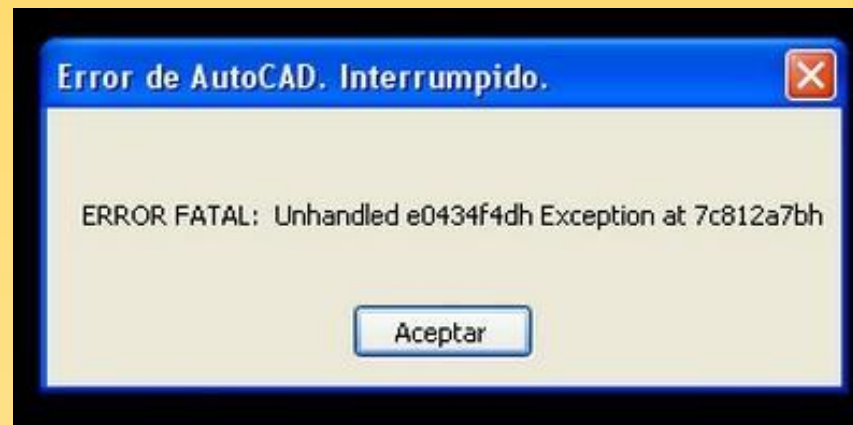 Error de AutoCAD. Interrumpido.
ERROR FATAL: Unhandled e0434f4dh Exception at 7c812a7bh
Aceptar